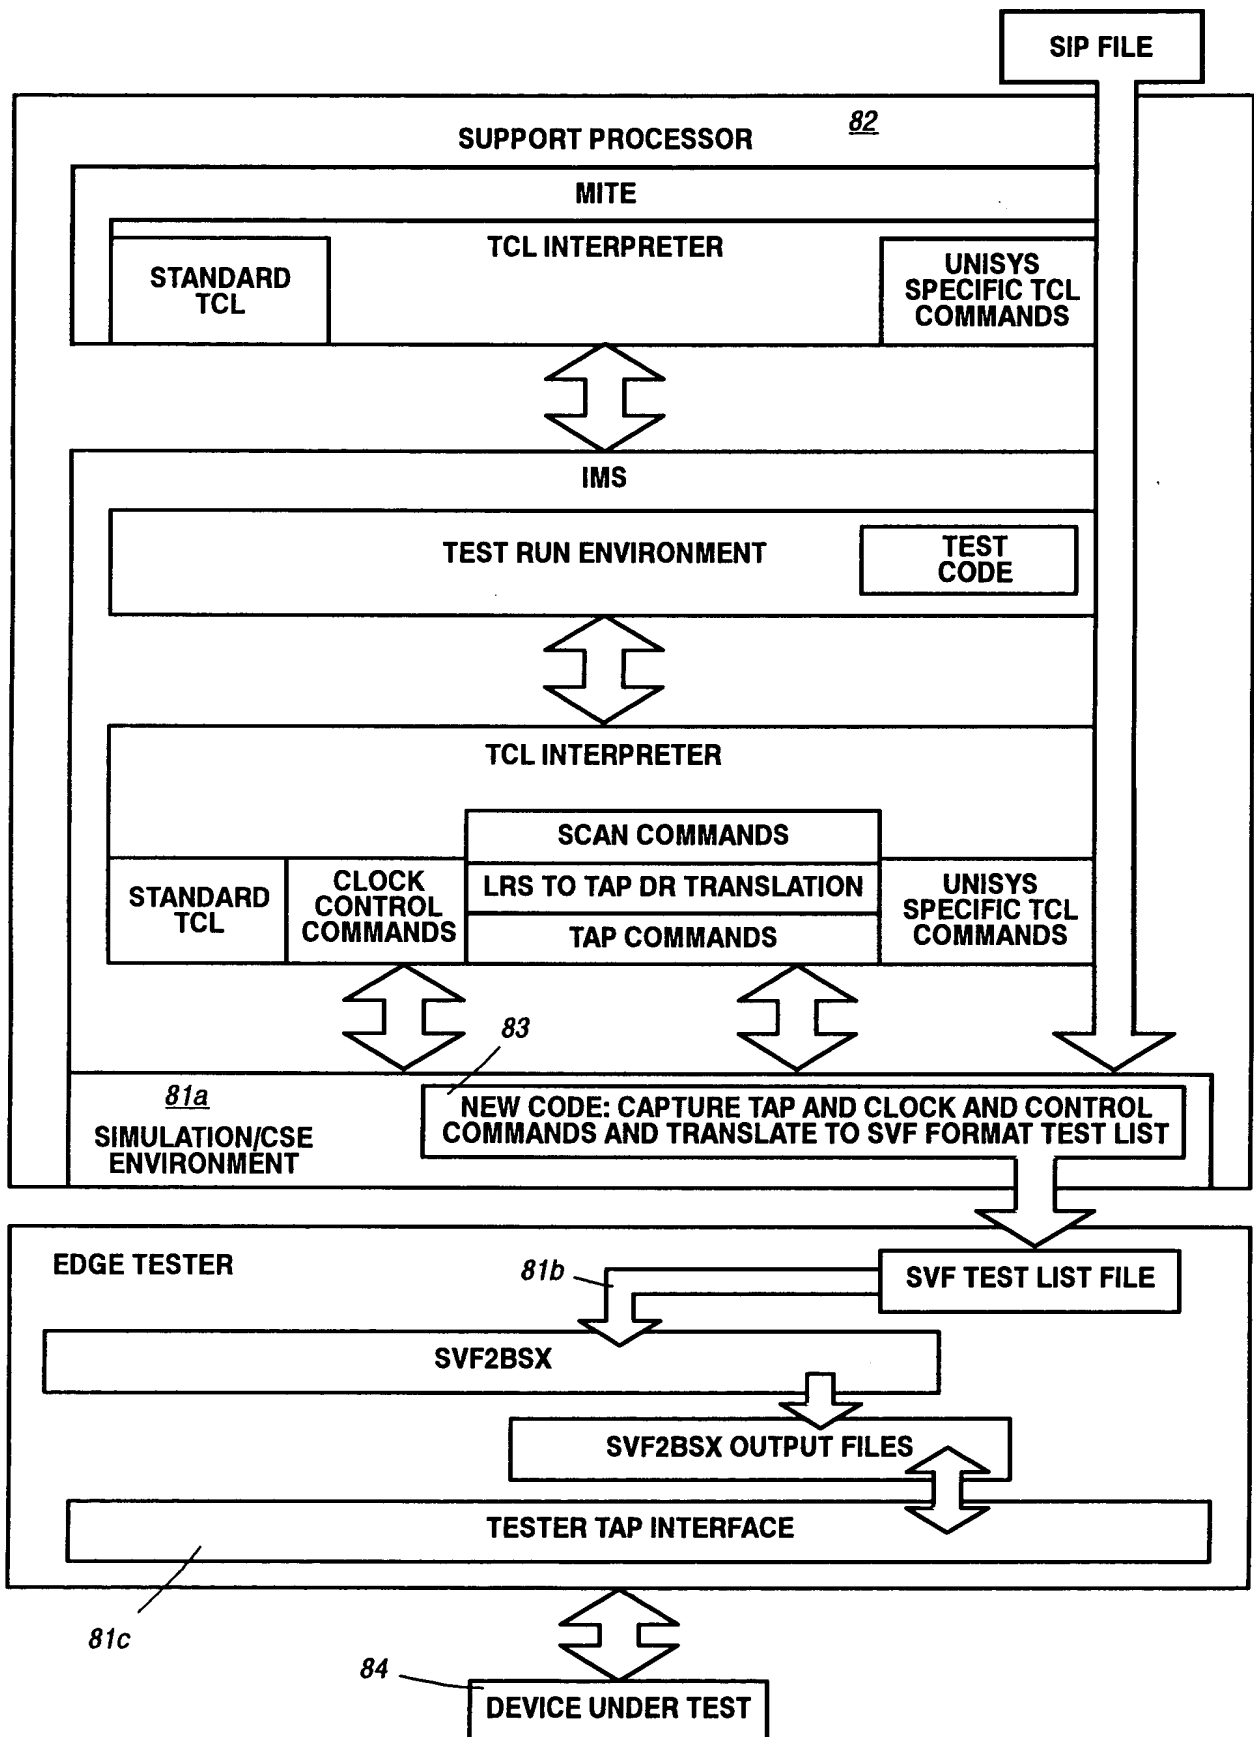 SIP FILE
82
SUPPORT PROCESSOR
MITE
TCL INTERPRETER
STANDARD
TCL
UNISYS
SPECIFIC TCL
COMMANDS
IMS
TEST RUN ENVIRONMENT
TEST
CODE
TCL INTERPRETER
SCAN COMMANDS
LRS TO TAP DR TRANSLATION
TAP COMMANDS
STANDARD
TCL
CLOCK
CONTROL
COMMANDS
UNISYS
SPECIFIC TCL
COMMANDS
83
81a
SIMULATION/CSE
ENVIRONMENT
NEW CODE: CAPTURE TAP AND CLOCK AND CONTROL
COMMANDS AND TRANSLATE TO SVF FORMAT TEST LIST
EDGE TESTER
81b
SVF TEST LIST FILE
SVF2BSX
SVF2BSX OUTPUT FILES
TESTER TAP INTERFACE
81c
84
DEVICE UNDER TEST